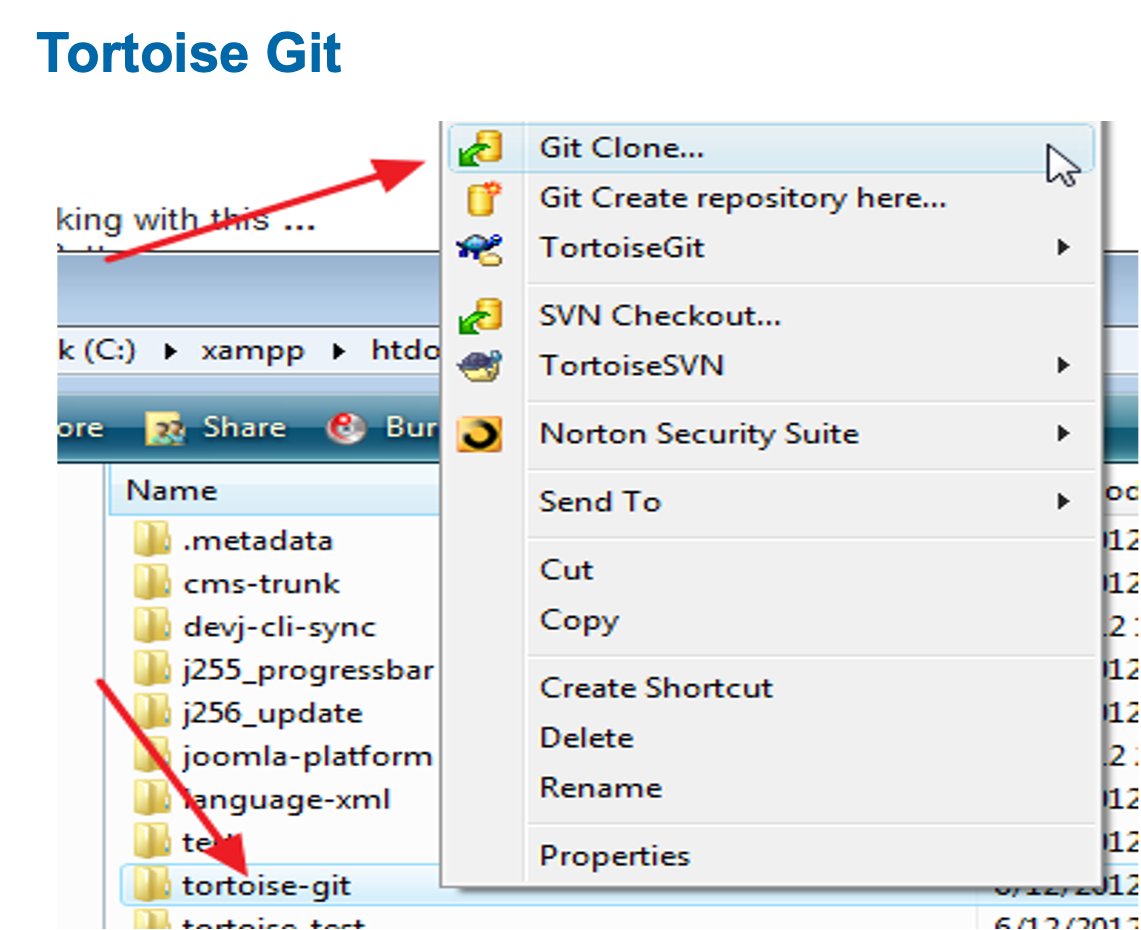 Tortoise Git
Git Clone...
Git Create repository here...
king with this ...
TortoiseGit
SVN Checkout...
k (C:) xampp htdo
TortoiseSVN
ore Share Bur
Norton Security Suite
Name
Send To
.metadata
Cut
cms-trunk
Copy
devj-cli-sync
j255_progressbar
Create Shortcut
j256_update
Delete
joomla-platform
Rename
language-xml
Properties
tortoise-git
6/12/2012
tortoise-test
6/12/2012